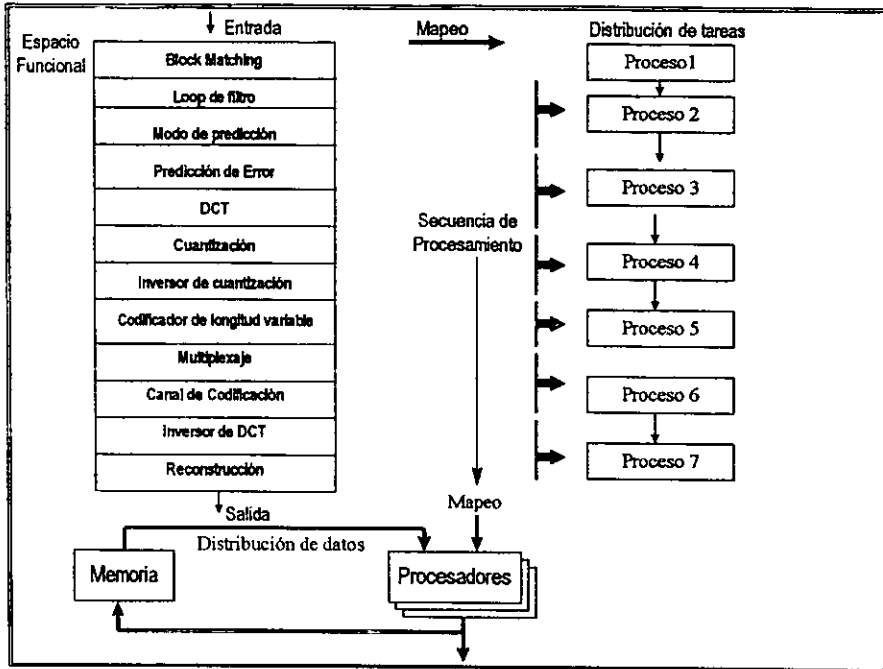 Espacio
Funcional
Entrada
Block Matching
Loop de filtro
Modo de predicción
Predicción de Error
DCT
Cuantización
Inversor de cuantización
Codificador de longitud variable
Multiplexaje
Canal de Codificación
Inversor de DCT
Reconstrucción
Salida
Mapeo
Secuencia de
Procesamiento
Mapeo
Distribución de tareas
Proceso1
Proceso 2
Proceso 3
Proceso 4
Proceso 5
Proceso 6
Proceso 7
Distribución de datos
Memoria
Procesadores